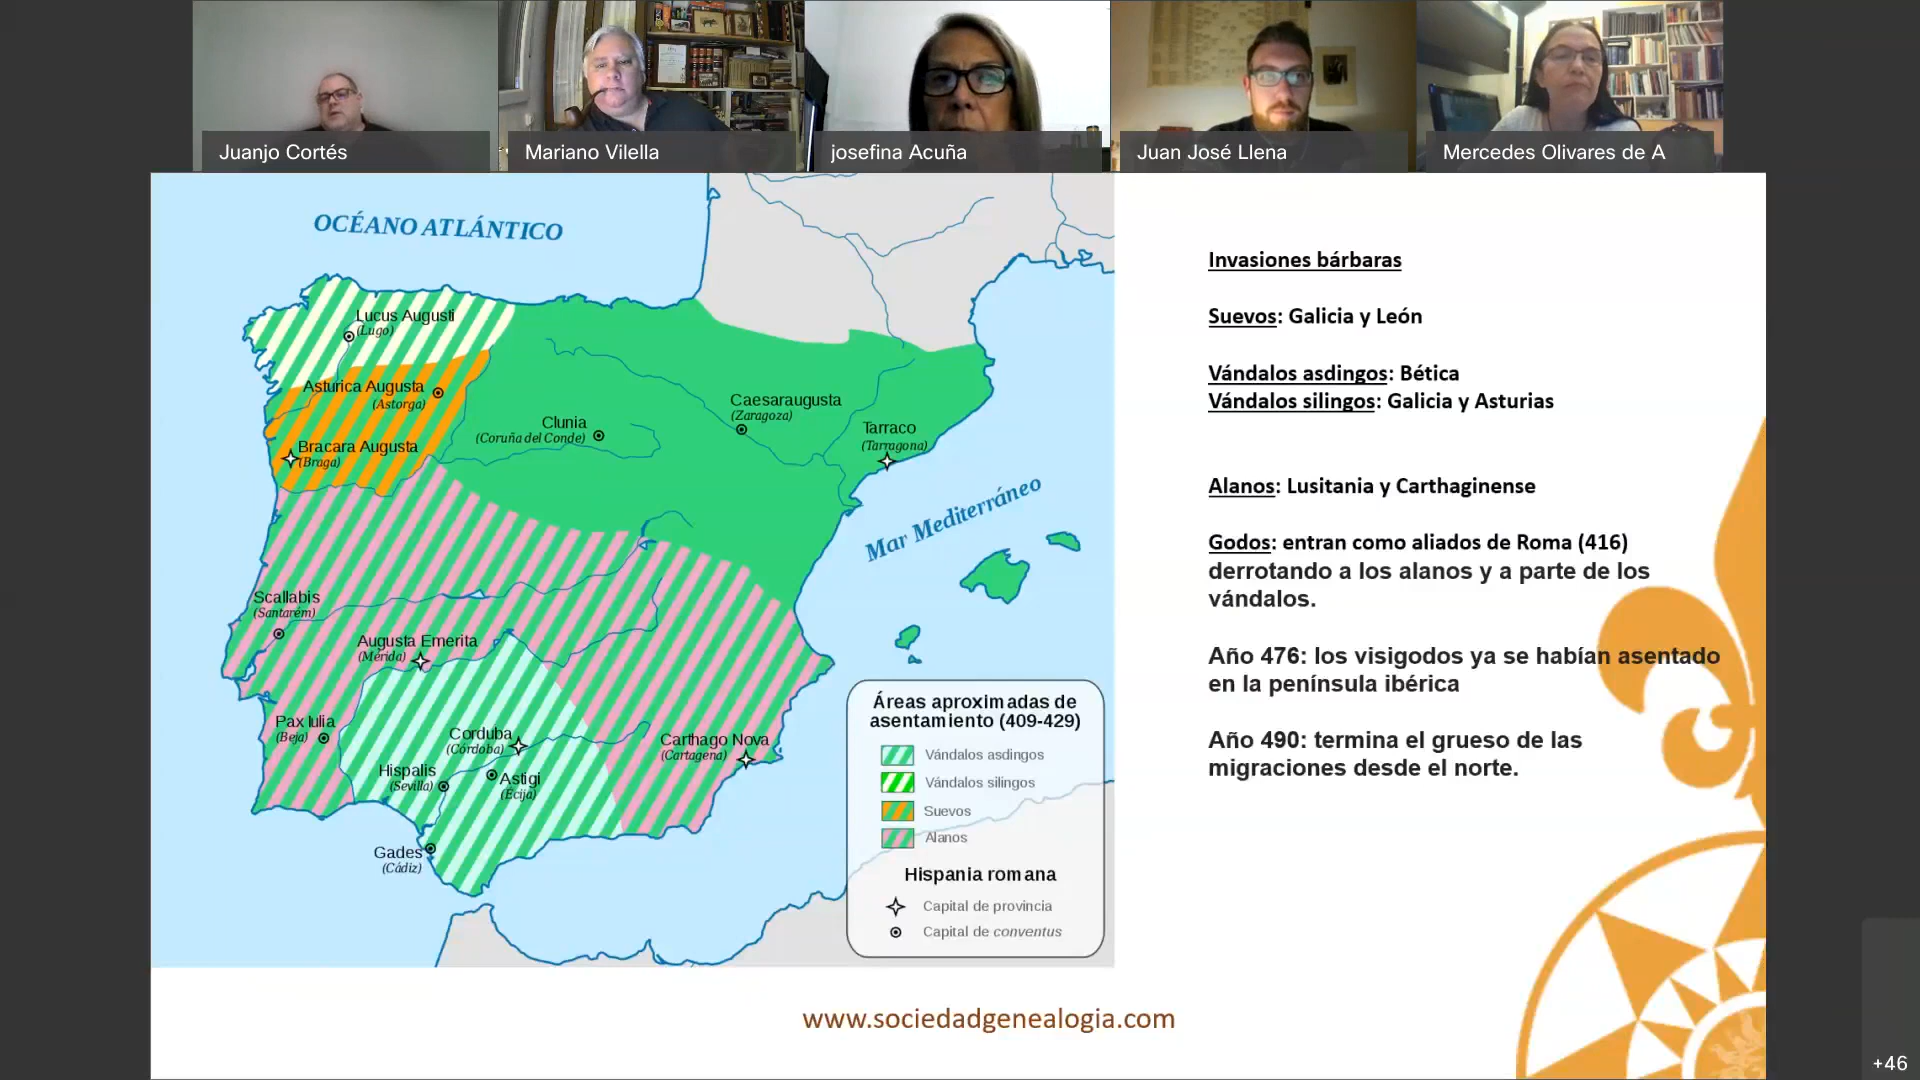 Juanjo Cortés
Mariano Vilella
josefina Acuña
Juan José Llena
Mercedes Olivares de A
OCÉANO ATLÁNTICO
Lucus Augusti
(Lugo)
Asturica Augusta
(Astorga)
Bracara Augusta
(Braga)
Clunia
(Coruña del Conde)
Caesaraugusta
(Zaragoza)
Tarraco
(Tarragona)
Mar Mediterráneo
Scallabis
(Santarém)
Augusta Emerita
(Mérida)
Pax Iulia
(Beja)
Corduba
(Córdoba)
Hispalis
(Sevilla)
Astigi
(Écija)
Carthago Nova
(Cartagena)
Gades
(Cádiz)
Áreas aproximadas de
asentamiento (409-429)
Vándalos asdingos
Vándalos silingos
Suevos
Alanos
Hispania romana
Capital de provincia
Capital de conventus
Invasiones bárbaras
Suevos: Galicia y León
Vándalos asdingos: Bética
Vándalos silingos: Galicia y Asturias
Alanos: Lusitania y Carthaginense
Godos: entran como aliados de Roma (416)
derrotando a los alanos y a parte de los
vándalos.
Año 476: los visigodos ya se habían asentado
en la península ibérica
Año 490: termina el grueso de las
migraciones desde el norte.
www.sociedadgenealogia.com
+46